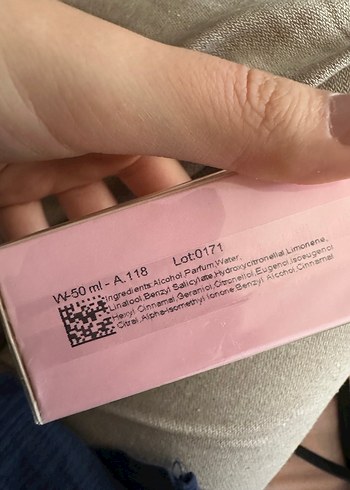 W-50 ml - A.118 Lot:0171
Ingredients:Alcohol,Parfum,Water,
Linalool,Benzyl Salicylate,Hydroxycitronellal,Limonene,
Hexyl Cinnamal,Geraniol,Citronellol,Eugenol,Isoeugenol
Citral,Alpha-isomethyl Ionone,Benzyl Alcohol,Cinnamal